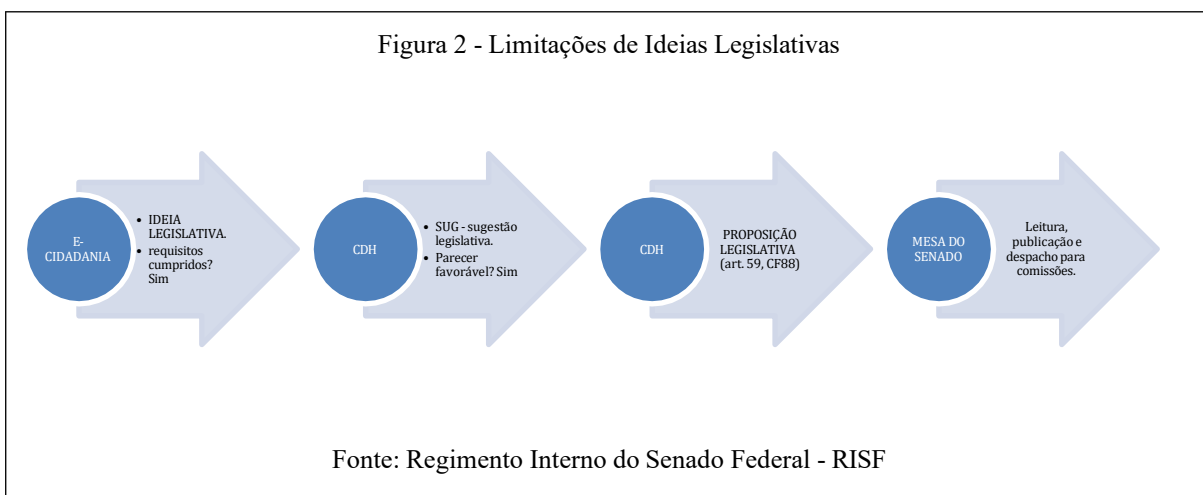 Figura 2 - Limitações de Ideias Legislativas
E-
CIDADANIA
• IDEIA
LEGISLATIVA.
• requisitos
cumpridos?
Sim
CDH
• SUG - sugestão
legislativa.
• Parecer
favorável? Sim
CDH
PROPOSIÇÃO
LEGISLATIVA
(art. 59, CF88)
MESA DO
SENADO
Leitura,
publicação e
despacho para
comissões.
Fonte: Regimento Interno do Senado Federal - RISF